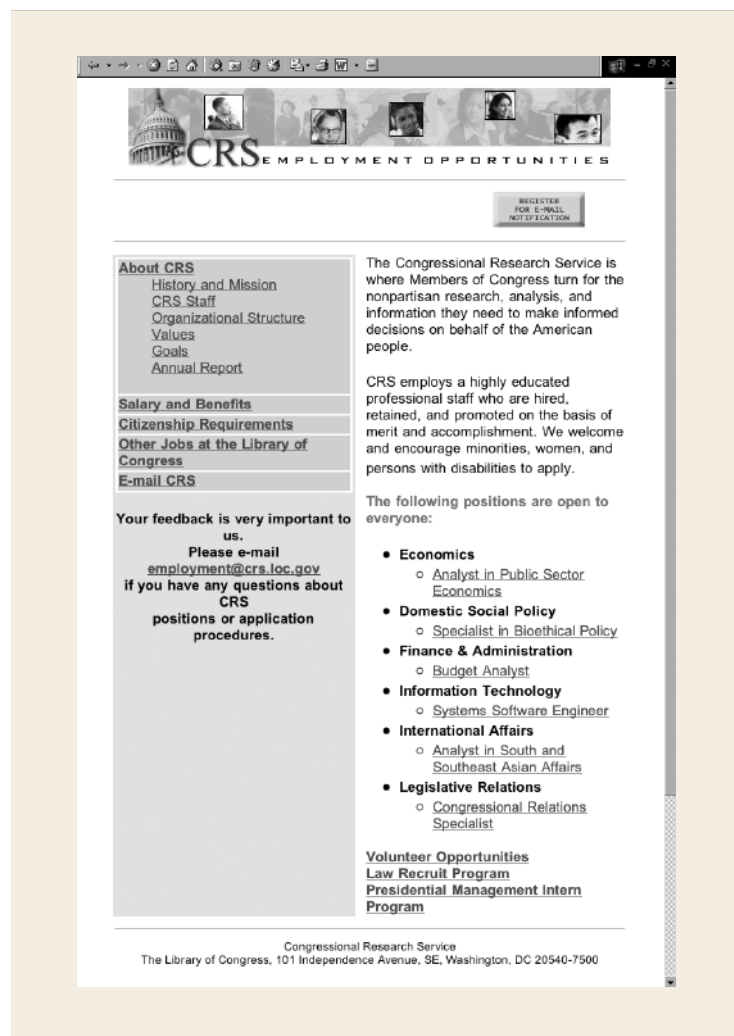 CRS EMPLOYMENT OPPORTUNITIES
REGISTER
FOR E-MAIL
NOTIFICATION
About CRS
History and Mission
CRS Staff
Organizational Structure
Values
Goals
Annual Report
Salary and Benefits
Citizenship Requirements
Other Jobs at the Library of
Congress
E-mail CRS
Your feedback is very important to
us.
Please e-mail
employment@crs.loc.gov
if you have any questions about
CRS
positions or application
procedures.
The Congressional Research Service is
where Members of Congress turn for the
nonpartisan research, analysis, and
information they need to make informed
decisions on behalf of the American
people.
CRS employs a highly educated
professional staff who are hired,
retained, and promoted on the basis of
merit and accomplishment. We welcome
and encourage minorities, women, and
persons with disabilities to apply.
The following positions are open to
everyone:
Economics
Analyst in Public Sector
Economics
Domestic Social Policy
Specialist in Bioethical Policy
Finance & Administration
Budget Analyst
Information Technology
Systems Software Engineer
International Affairs
Analyst in South and
Southeast Asian Affairs
Legislative Relations
Congressional Relations
Specialist
Volunteer Opportunities
Law Recruit Program
Presidential Management Intern
Program
Congressional Research Service
The Library of Congress, 101 Independence Avenue, SE, Washington, DC 20540-7500